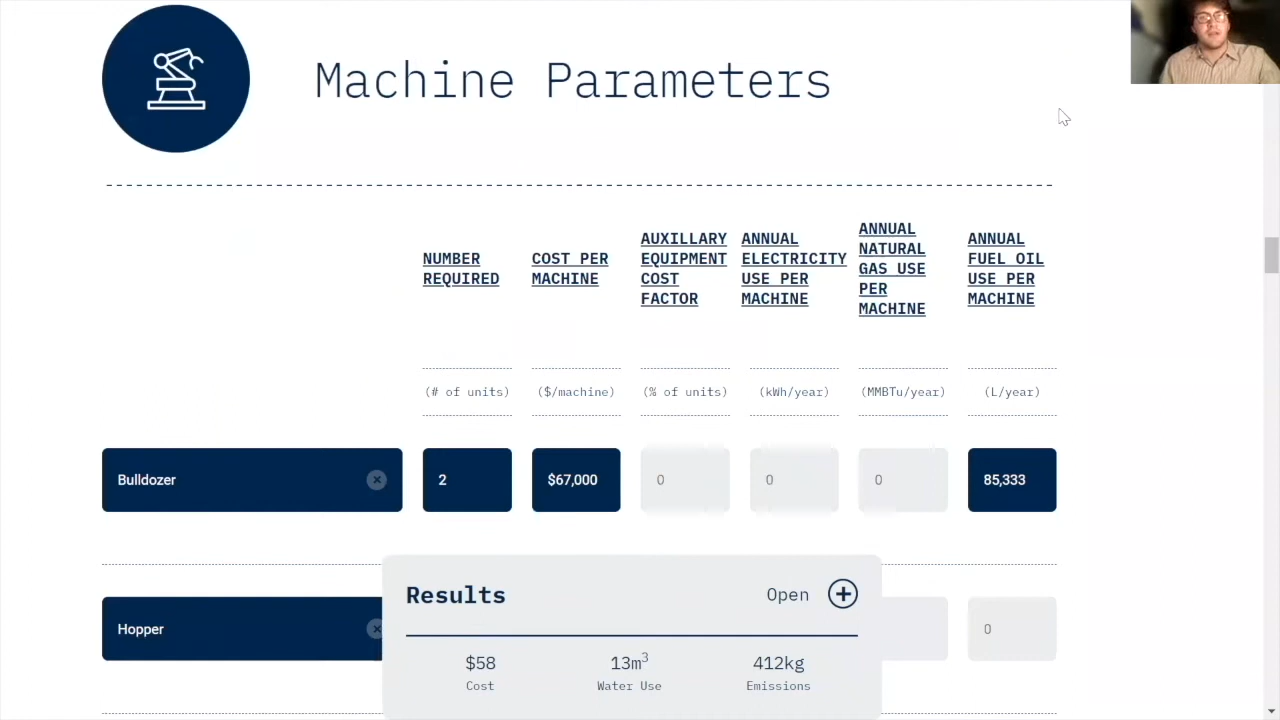 Machine Parameters
NUMBER
REQUIRED
COST PER
MACHINE
AUXILLARY
EQUIPMENT
COST
FACTOR
ANNUAL
ELECTRICITY
USE PER
MACHINE
ANNUAL
NATURAL
GAS USE
PER
MACHINE
ANNUAL
FUEL OIL
USE PER
MACHINE
(# of units) ($/machine) (% of units) (kWh/year) (MMBTu/year) (L/year)
Bulldozer 2 $67,000 0 0 0 85,333
Hopper 0
Results Open
$58 13m³ 412kg
Cost Water Use Emissions